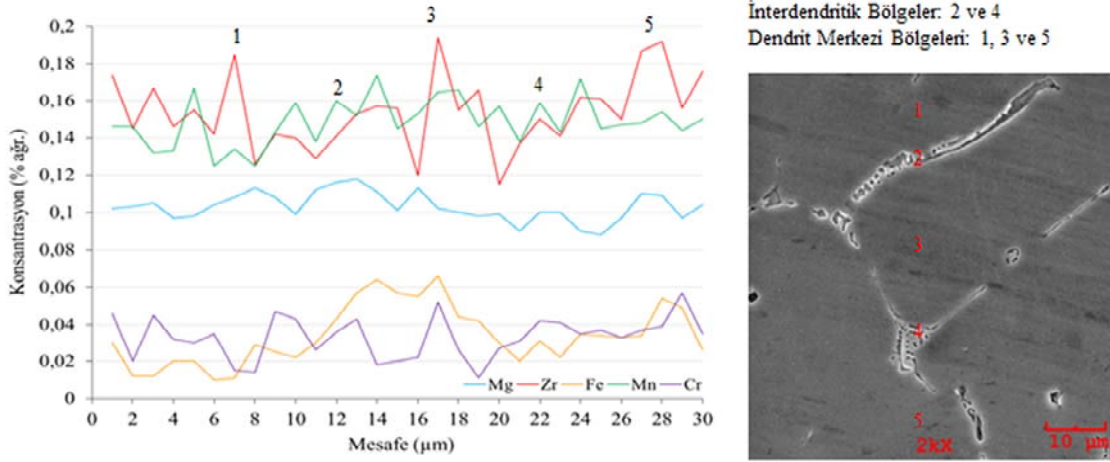 Konsantrasyon (% ağr.)
0,2
0,18
0,16
0,14
0,12
0,1
0,08
0,06
0,04
0,02
0
1
2
3
4
5
Mg Zr Fe Mn Cr
0 2 4 6 8 10 12 14 16 18 20 22 24 26 28 30
Mesafe (µm)
İnterdendritik Bölgeler: 2 ve 4
Dendrit Merkezi Bölgeleri: 1, 3 ve 5
1
2
3
4
5
2kX
10 µm